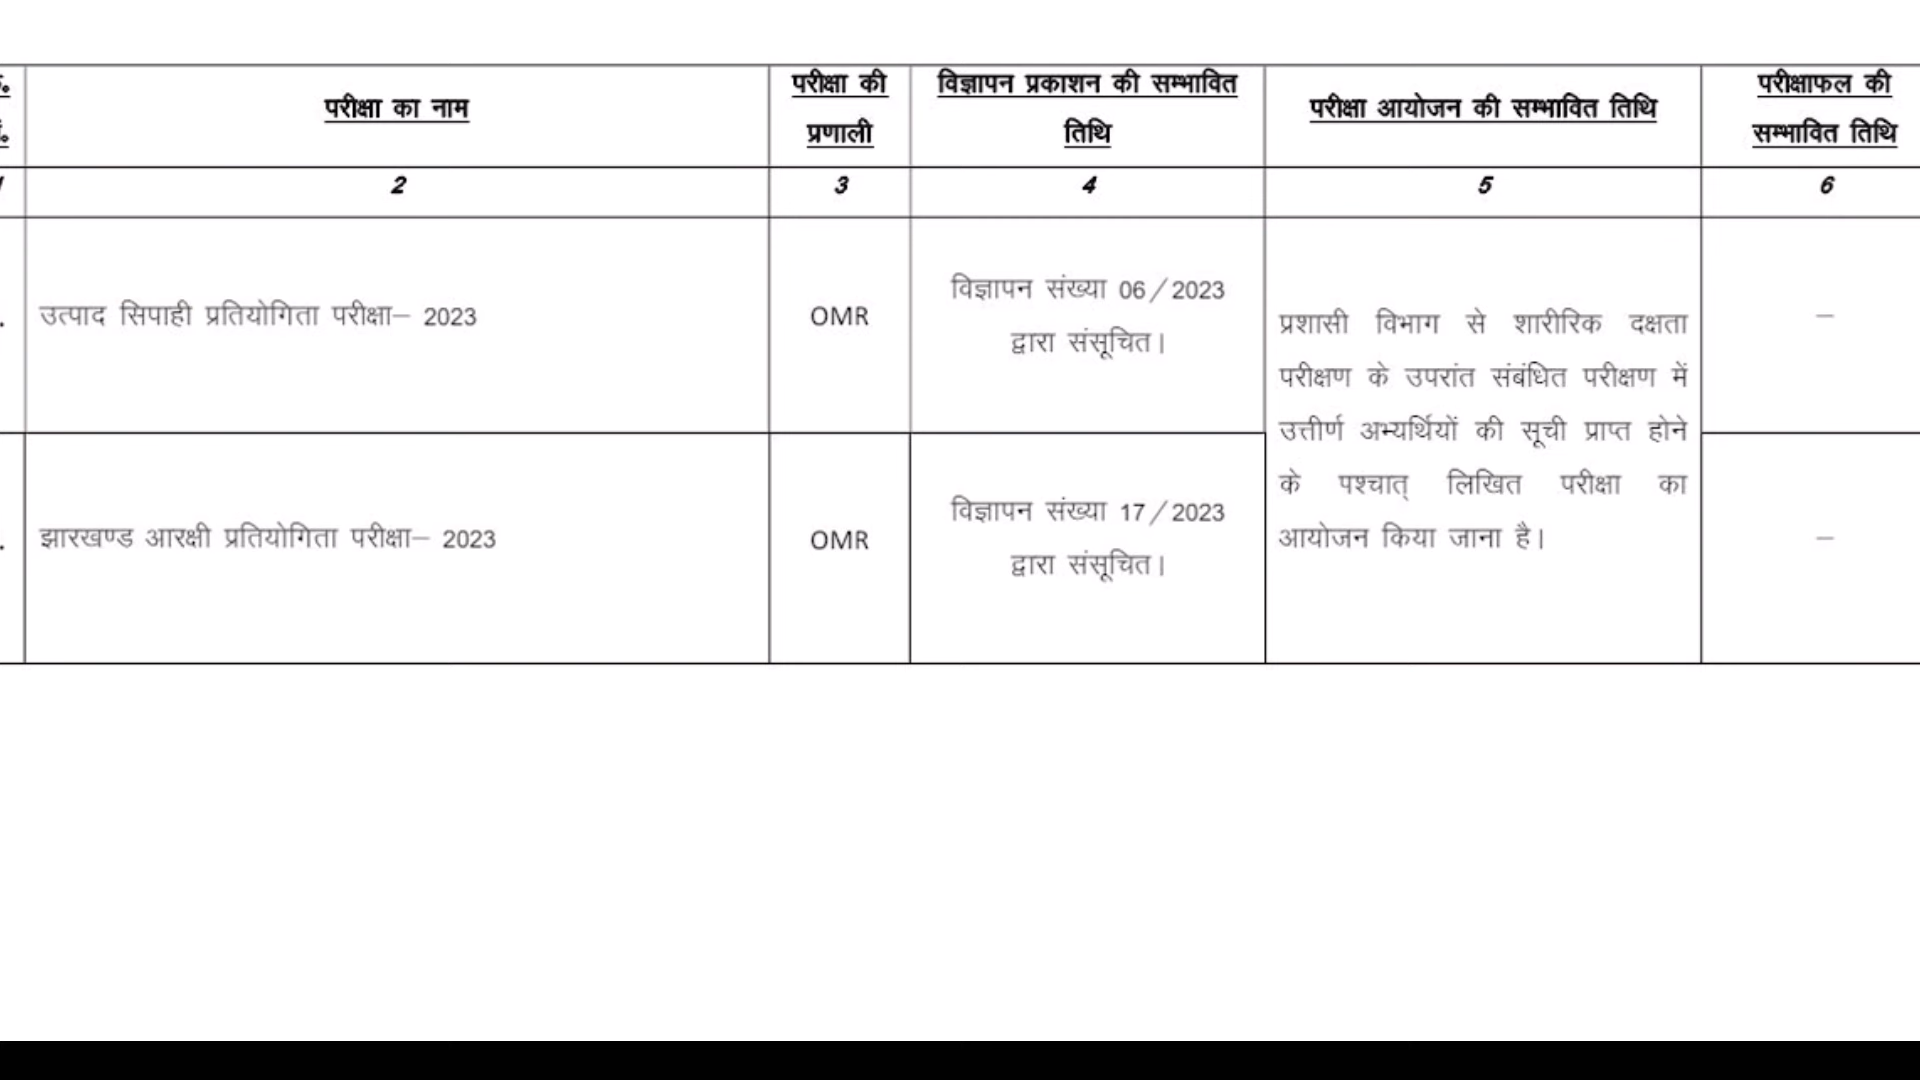 परीक्षा का नाम
परीक्षा की
प्रणाली
विज्ञापन प्रकाशन की सम्भावित
तिथि
परीक्षा आयोजन की सम्भावित तिथि
परीक्षाफल की
सम्भावित तिथि
2 3 4 5 6
उत्पाद सिपाही प्रतियोगिता परीक्षा– 2023
OMR
विज्ञापन संख्या 06/2023
द्वारा संसूचित।
प्रशासी विभाग से शारीरिक दक्षता
परीक्षण के उपरांत संबंधित परीक्षण में
उत्तीर्ण अभ्यर्थियों की सूची प्राप्त होने
के पश्चात् लिखित परीक्षा का
आयोजन किया जाना है।
–
झारखण्ड आरक्षी प्रतियोगिता परीक्षा– 2023
OMR
विज्ञापन संख्या 17/2023
द्वारा संसूचित।
–